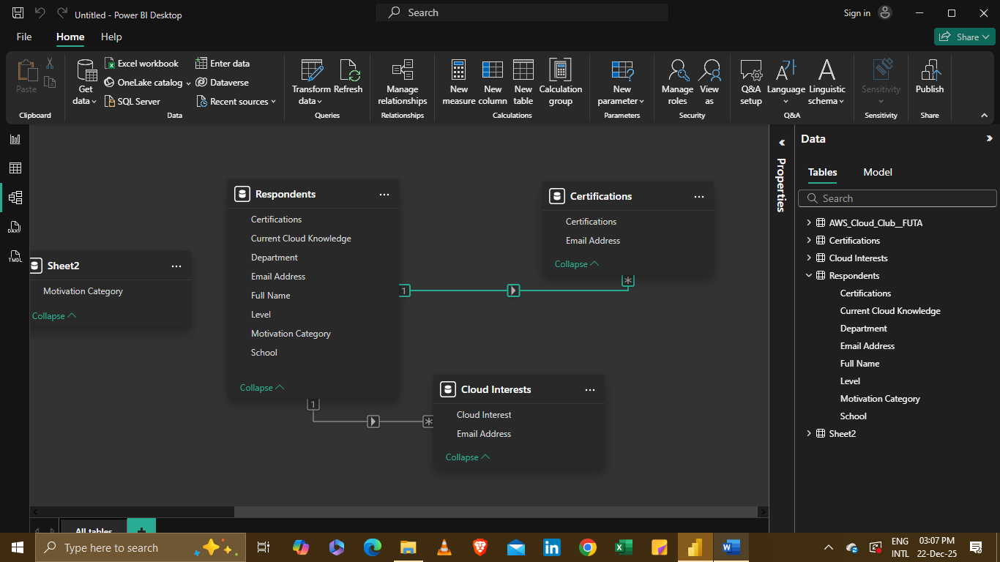 Untitled - Power BI Desktop
Search
Sign in
File
Home
Help
Share
Paste
Clipboard
Get data
Excel workbook
OneLake catalog
SQL Server
Enter data
Dataverse
Recent sources
Data
Transform data
Refresh
Queries
Manage relationships
Relationships
New measure
New column
New table
Calculation group
Calculations
New parameter
Parameters
Manage roles
View as
Security
Q&A setup
Language
Linguistic schema
Q&A
Sensitivity
Sensitivity
Publish
Share
DAX
TMDL
Sheet2
Motivation Category
Collapse
Respondents
Certifications
Current Cloud Knowledge
Department
Email Address
Full Name
Level
Motivation Category
School
Collapse
1
1
*
*
Certifications
Certifications
Email Address
Collapse
Cloud Interests
Cloud Interest
Email Address
Collapse
All tables
Properties
Data
Tables
Model
Search
AWS_Cloud_Club__FUTA
Certifications
Cloud Interests
Respondents
Certifications
Current Cloud Knowledge
Department
Email Address
Full Name
Level
Motivation Category
School
Sheet2
Type here to search
ENG
INTL
03:07 PM
22-Dec-25